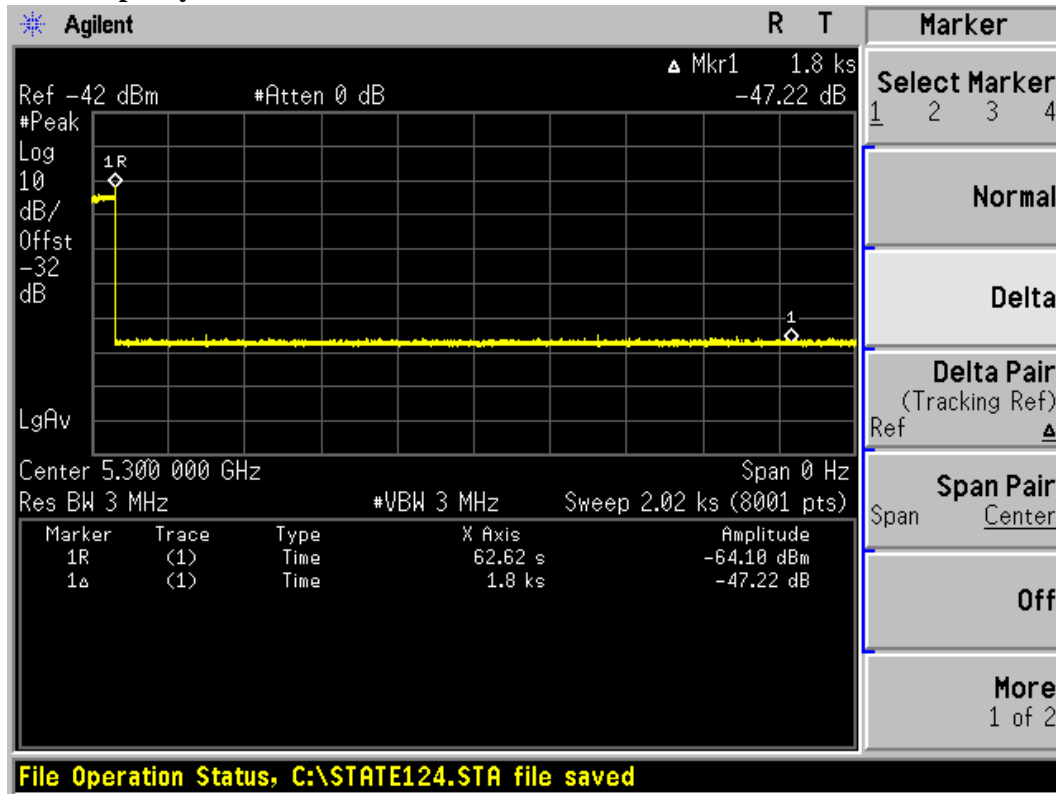 Agilent R T
Marker
△ Mkr1 1.8 ks
Ref -42 dBm #Atten 0 dB -47.22 dB
#Peak
Log
10
dB/
Offst
-32
dB
1R
1
LgAv
Center 5.300 000 GHz Span 0 Hz
Res BW 3 MHz #VBW 3 MHz Sweep 2.02 ks (8001 pts)
Marker Trace Type X Axis Amplitude
1R (1) Time 62.62 s -64.10 dBm
1△ (1) Time 1.8 ks -47.22 dB
Select Marker
1 2 3 4
Normal
Delta
Delta Pair
(Tracking Ref)
Ref △
Span Pair
Span Center
Off
More
1 of 2
File Operation Status, C:\STATE124.STA file saved